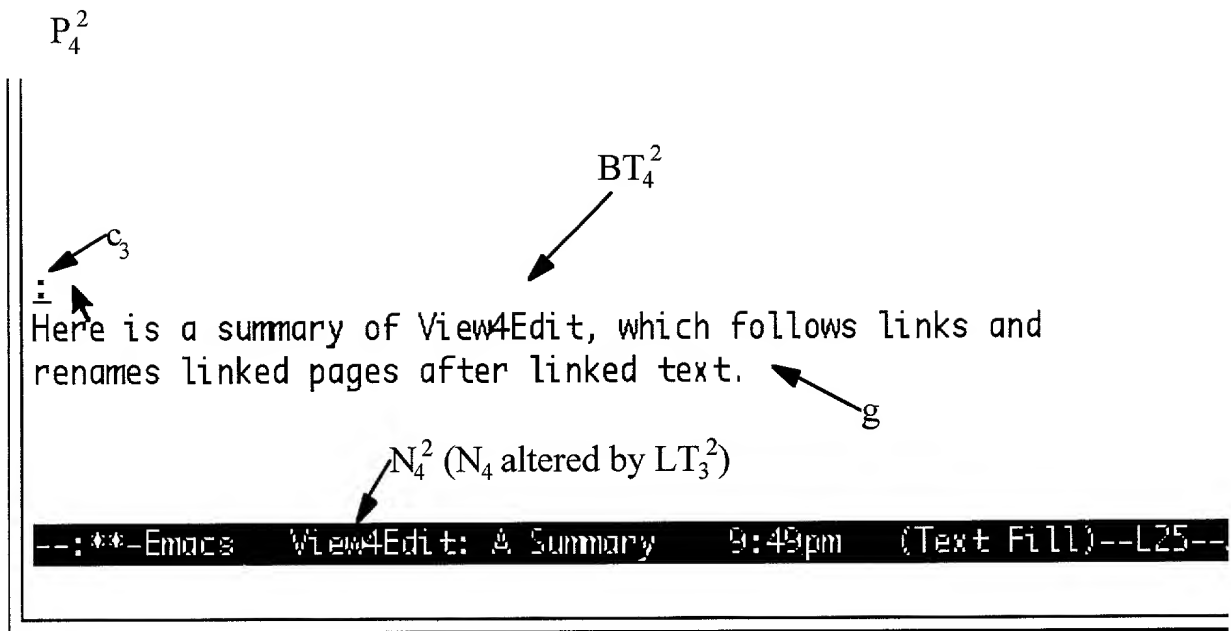 P₄²
BT₄²
c₃
:
Here is a summary of View4Edit, which follows links and
renames linked pages after linked text.
g
N₄² (N₄ altered by LT₃²)
--:**-Emacs View4Edit: A Summary 9:49pm (Text Fill)--L25--